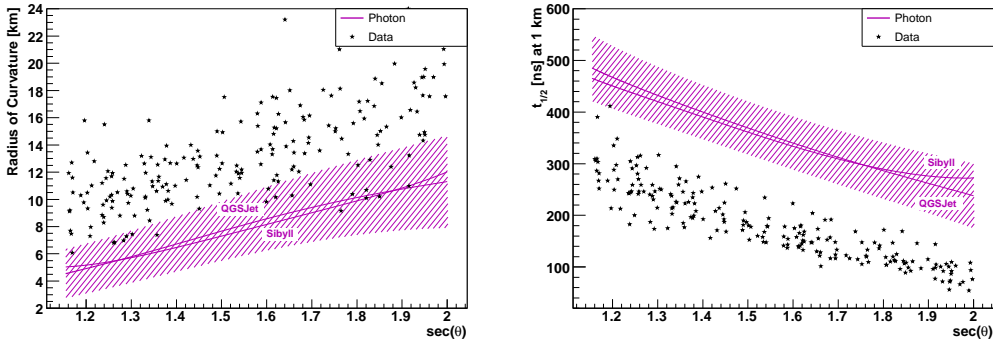 Radius of Curvature [km]
24
22
20
18
16
14
12
10
8
6
4
2
Photon
Data
QGSJet
Sibyll
1.2 1.3 1.4 1.5 1.6 1.7 1.8 1.9 2
sec(θ)
t1/2 [ns] at 1 km
600
500
400
300
200
100
Photon
Data
Sibyll
QGSJet
1.2 1.3 1.4 1.5 1.6 1.7 1.8 1.9 2
sec(θ)